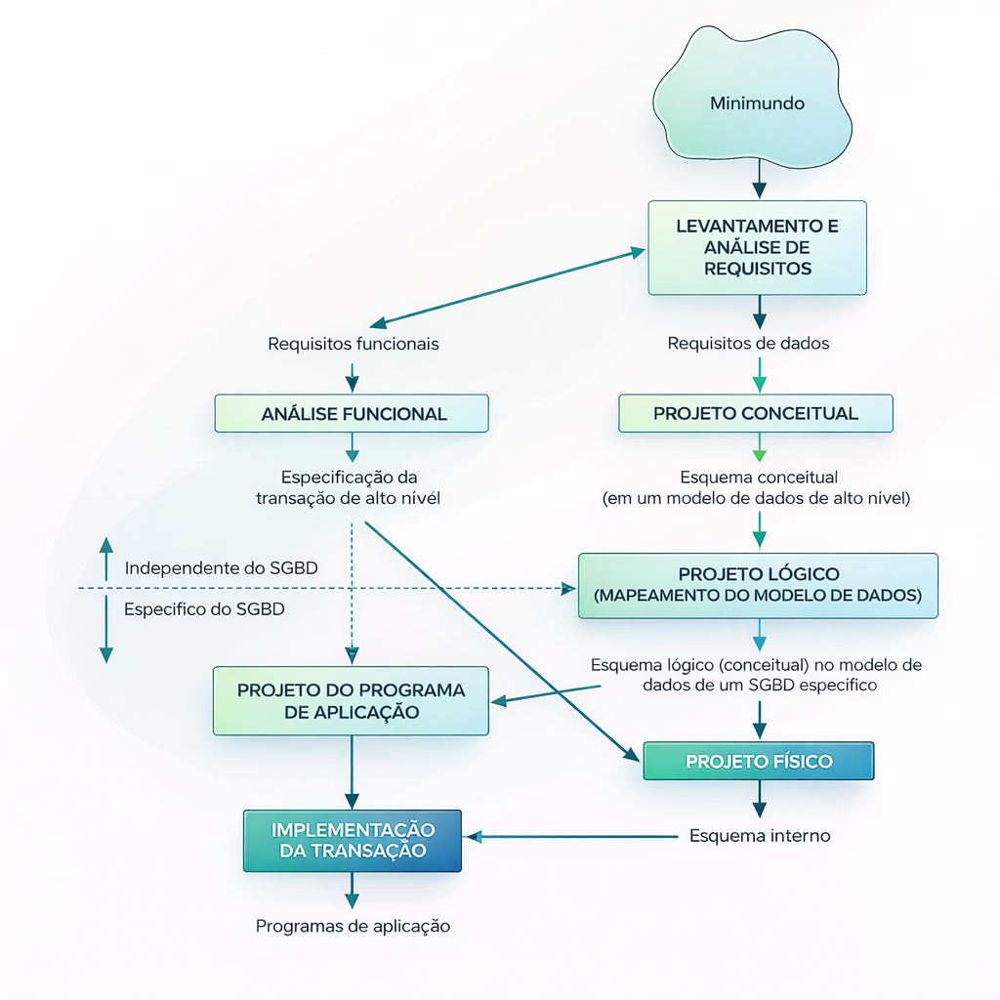 Minimundo
LEVANTAMENTO E
ANÁLISE DE
REQUISITOS
Requisitos funcionais
Requisitos de dados
ANÁLISE FUNCIONAL
PROJETO CONCEITUAL
Especificação da
transação de alto nível
Esquema conceitual
(em um modelo de dados de alto nível)
Independente do SGBD
Especifico do SGBD
PROJETO LÓGICO
(MAPEAMENTO DO MODELO DE DADOS)
Esquema lógico (conceitual) no modelo de
dados de um SGBD especifico
PROJETO DO PROGRAMA
DE APLICAÇÃO
PROJETO FÍSICO
IMPLEMENTAÇÃO
DA TRANSAÇÃO
Esquema interno
Programas de aplicação